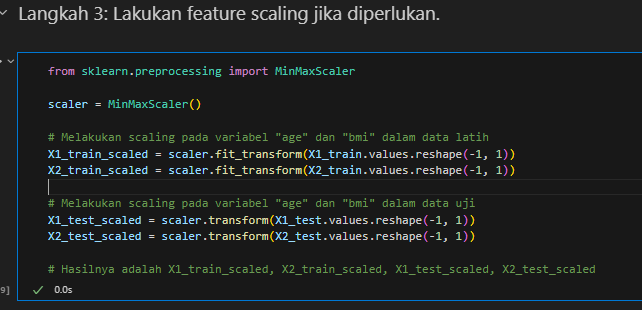 Langkah 3: Lakukan feature scaling jika diperlukan.
from sklearn.preprocessing import MinMaxScaler
scaler = MinMaxScaler()
# Melakukan scaling pada variabel "age" dan "bmi" dalam data latih
X1_train_scaled = scaler.fit_transform(X1_train.values.reshape(-1, 1))
X2_train_scaled = scaler.fit_transform(X2_train.values.reshape(-1, 1))
# Melakukan scaling pada variabel "age" dan "bmi" dalam data uji
X1_test_scaled = scaler.transform(X1_test.values.reshape(-1, 1))
X2_test_scaled = scaler.transform(X2_test.values.reshape(-1, 1))
# Hasilnya adalah X1_train_scaled, X2_train_scaled, X1_test_scaled, X2_test_scaled
9] 0.0s